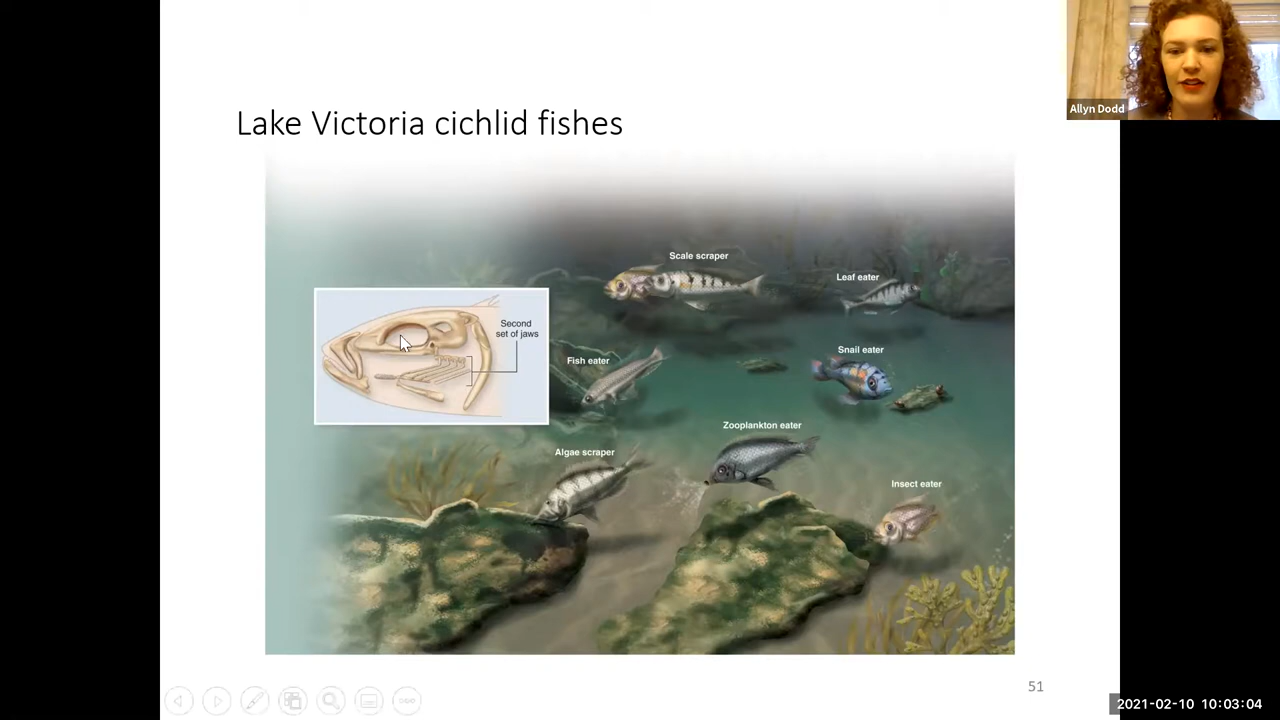 Allyn Dodd
Lake Victoria cichlid fishes
Scale scraper
Leaf eater
Second
set of jaws
Fish eater
Snail eater
Zooplankton eater
Algae scraper
Insect eater
51
2021-02-10 10:03:04